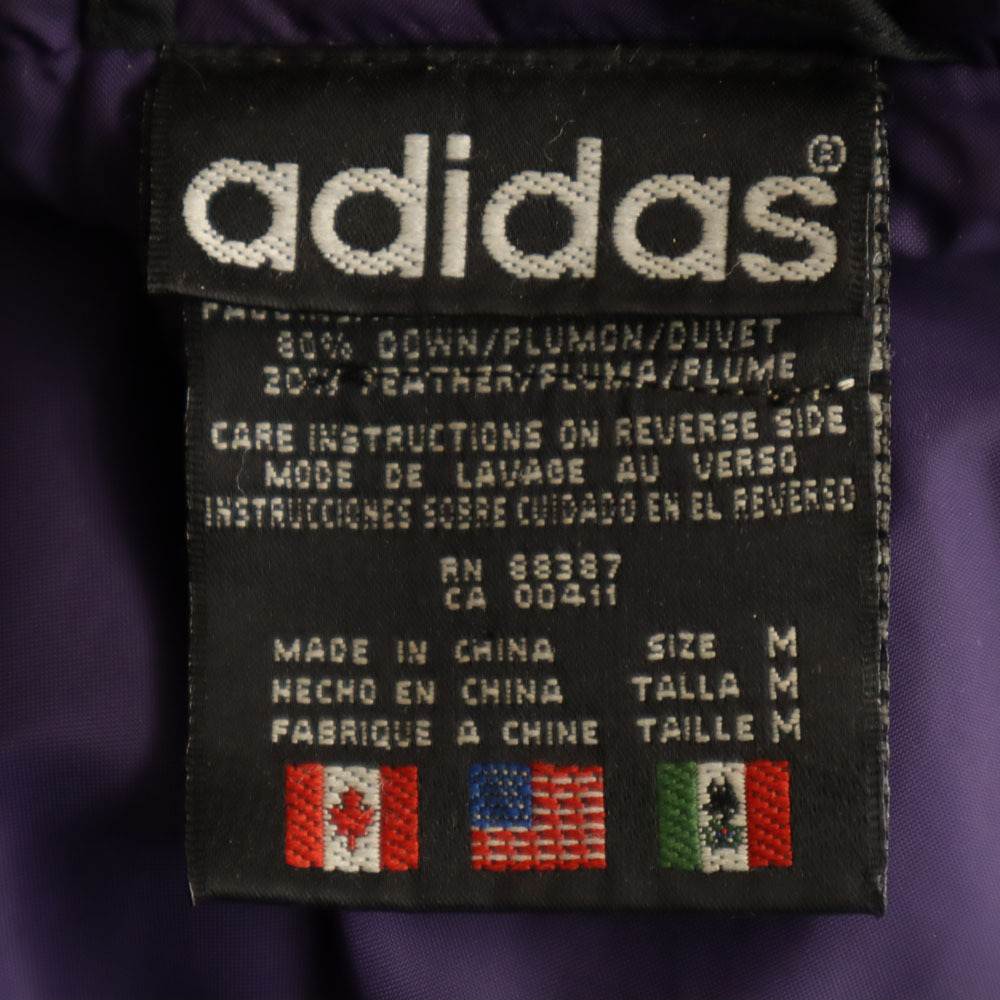 adidas®
80% DOWN/PLUMON/DUVET
20% FEATHER/PLUMA/PLUME
CARE INSTRUCTIONS ON REVERSE SIDE
MODE DE LAVAGE AU VERSO
INSTRUCCIONES SOBRE CUIDADO EN EL REVERSO
RN 88387
CA 00411
MADE IN CHINA SIZE M
HECHO EN CHINA TALLA M
FABRIQUE A CHINE TAILLE M